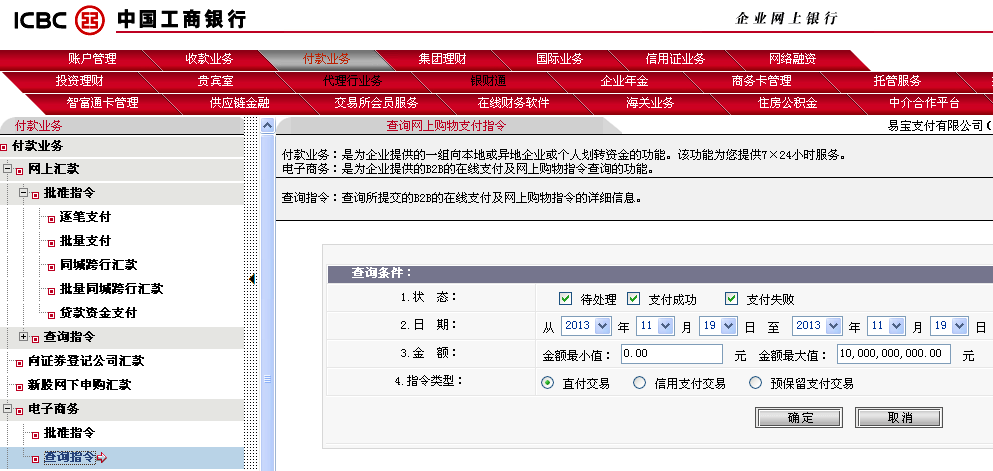 ICBC 中国工商银行
企业网上银行
账户管理 收款业务 付款业务 集团理财 国际业务 信用证业务 网络融资
投资理财 贵宾室 代理行业务 银财通 企业年金 商务卡管理 托管服务
智富通卡管理 供应链金融 交易所会员服务 在线财务软件 海关业务 住房公积金 中介合作平台
付款业务
付款业务
网上汇款
批准指令
逐笔支付
批量支付
同城跨行汇款
批量同城跨行汇款
贷款资金支付
查询指令
向证券登记公司汇款
新股网下申购汇款
电子商务
批准指令
查询指令
查询网上购物支付指令
易宝支付有限公司(
付款业务：是为企业提供的一组向本地或异地企业或个人划转资金的功能。该功能为您提供7×24小时服务。
电子商务：是为企业提供的B2B的在线支付及网上购物指令查询的功能。
查询指令：查询所提交的B2B的在线支付及网上购物指令的详细信息。
查询条件：
1.状 态： 待处理 支付成功 支付失败
2.日 期： 从 2013 年 11 月 19 日 至 2013 年 11 月 19 日
3.金 额： 金额最小值： 0.00 元 金额最大值： 10,000,000,000.00 元
4.指令类型： 直付交易 信用支付交易 预保留支付交易
确定 取消